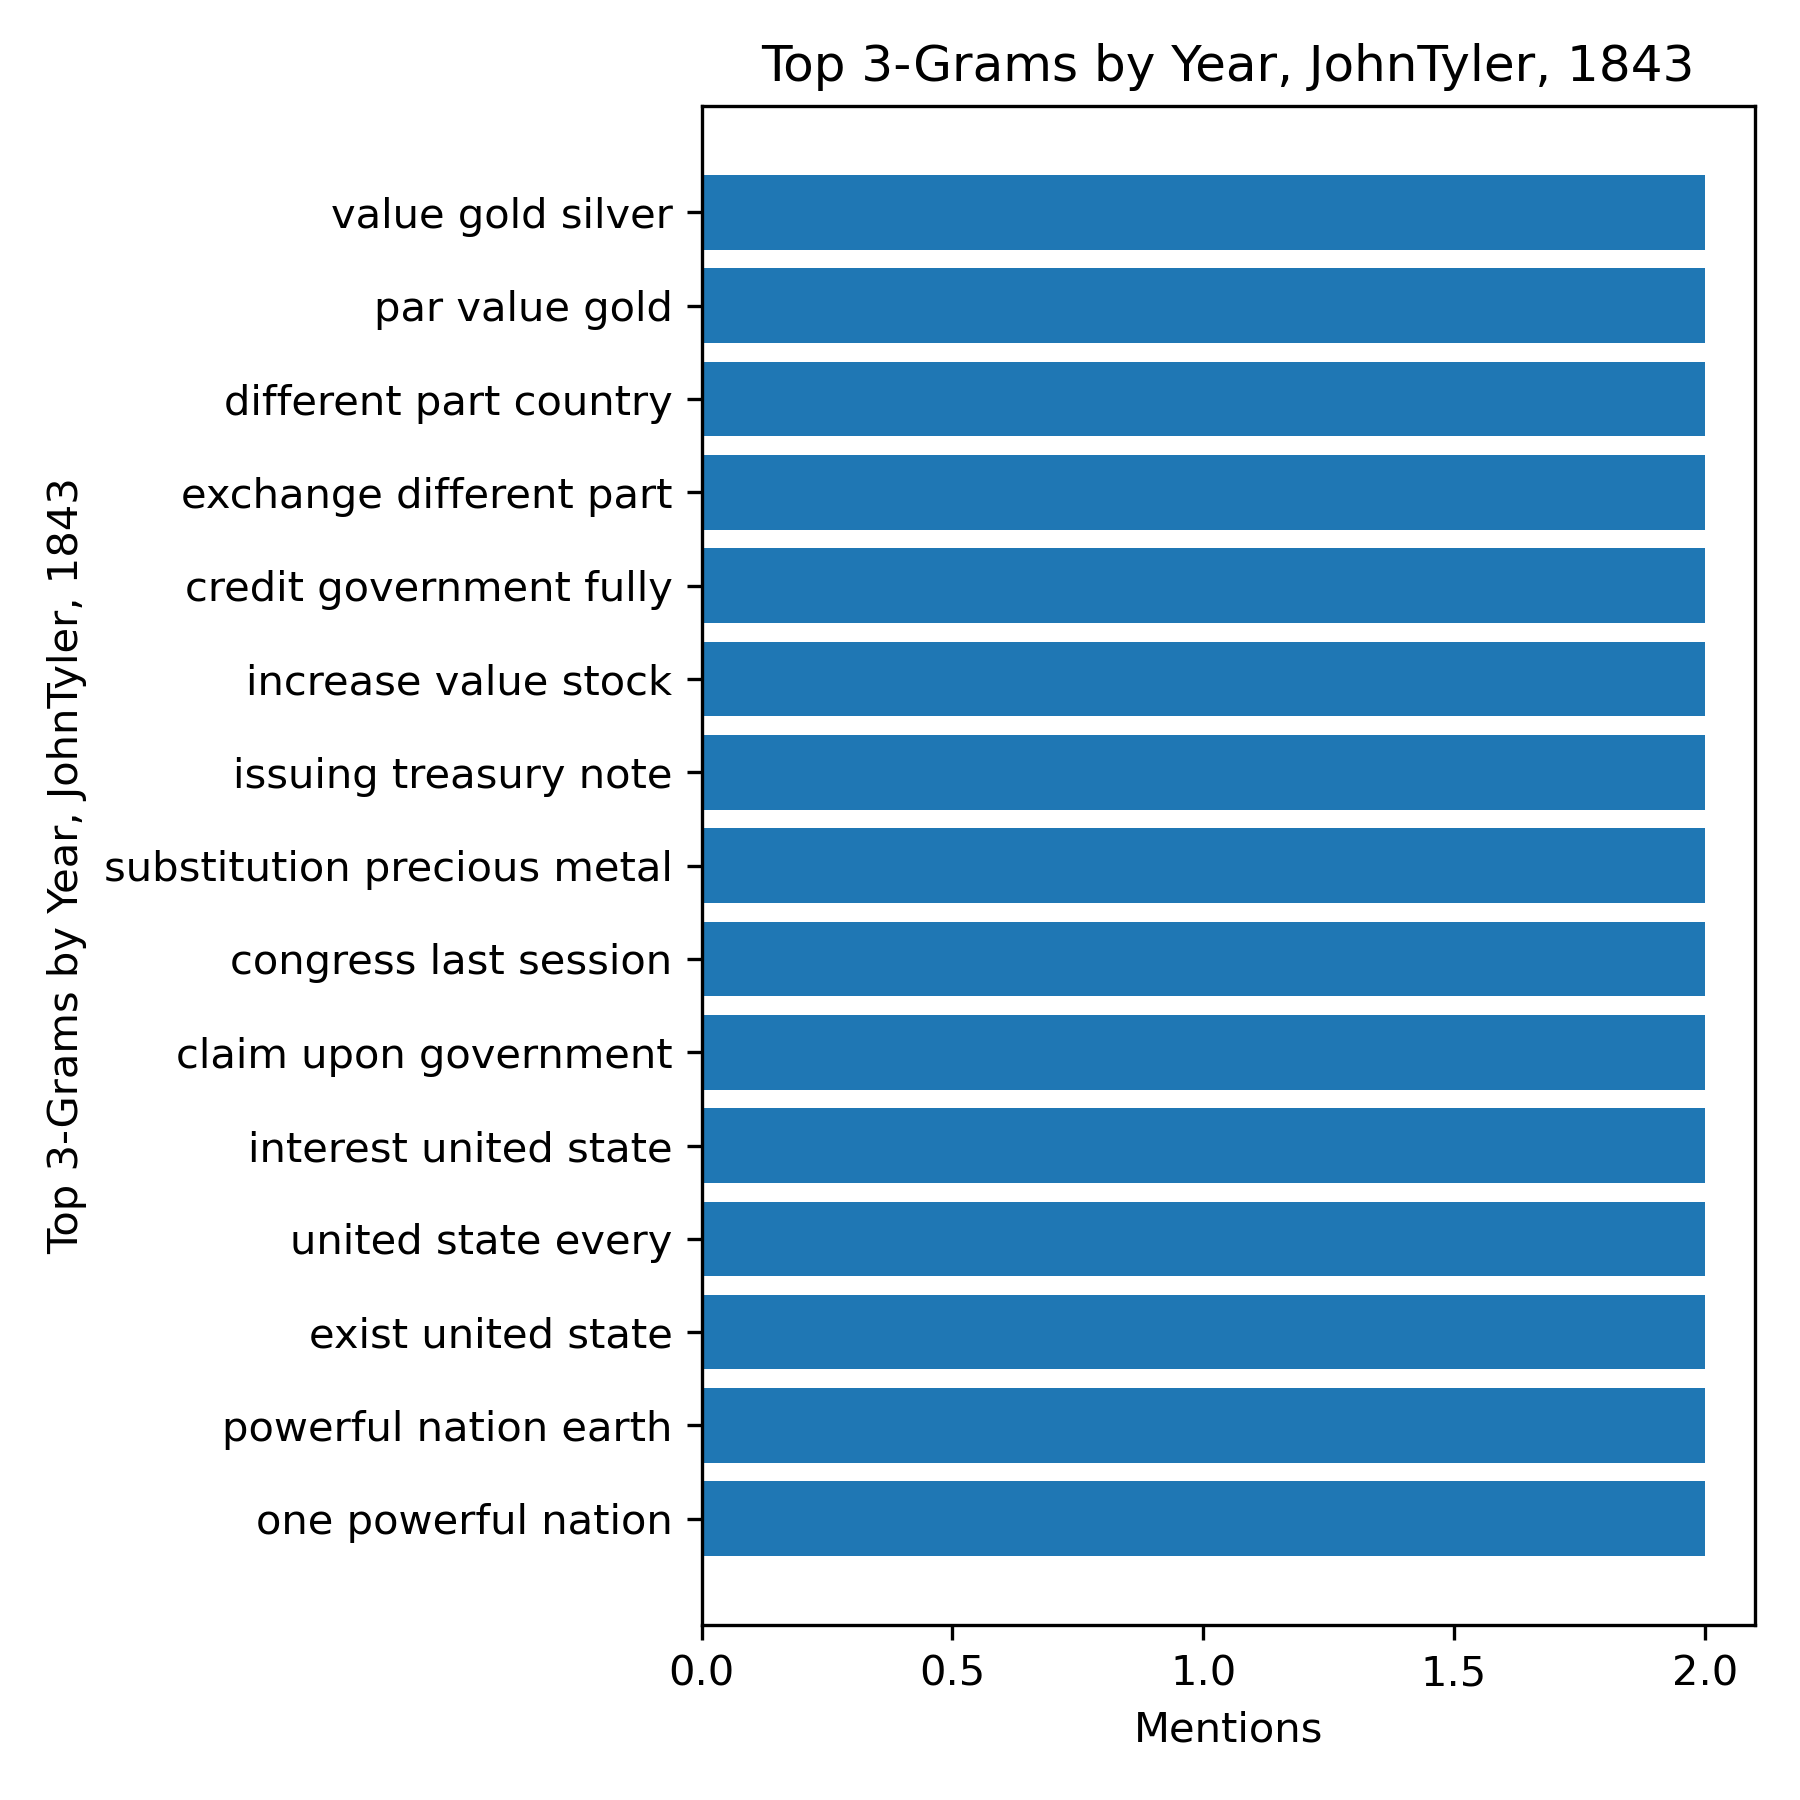 Top 3-Grams by Year, JohnTyler, 1843
Top 3-Grams by Year, JohnTyler, 1843
value gold silver
par value gold
different part country
exchange different part
credit government fully
increase value stock
issuing treasury note
substitution precious metal
congress last session
claim upon government
interest united state
united state every
exist united state
powerful nation earth
one powerful nation
0.0 0.5 1.0 1.5 2.0
Mentions